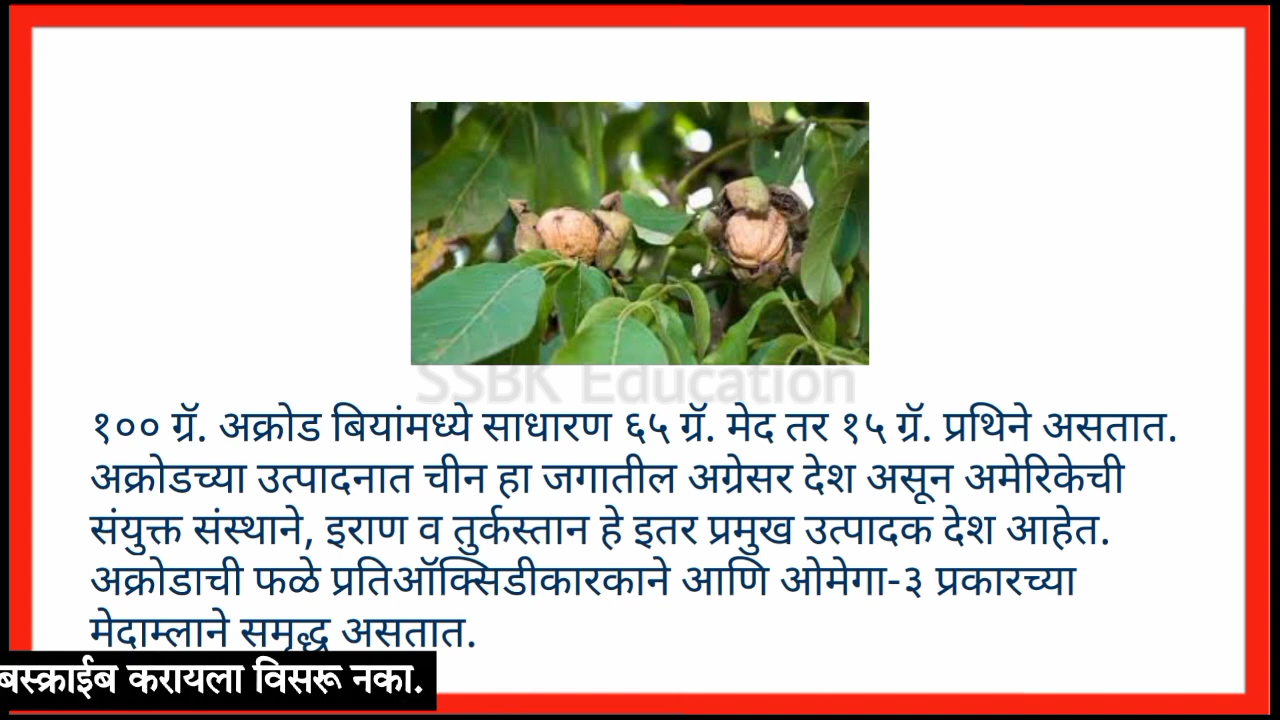 SSBK Education
१०० ग्रॅ. अक्रोड बियांमध्ये साधारण ६५ ग्रॅ. मेद तर १५ ग्रॅ. प्रथिने असतात.
अक्रोडच्या उत्पादनात चीन हा जगातील अग्रेसर देश असून अमेरिकेची
संयुक्त संस्थाने, इराण व तुर्कस्तान हे इतर प्रमुख उत्पादक देश आहेत.
अक्रोडाची फळे प्रतिऑक्सिडीकारकाने आणि ओमेगा-३ प्रकारच्या
मेदाम्लाने समृद्ध असतात.
बस्क्राईब करायला विसरू नका.